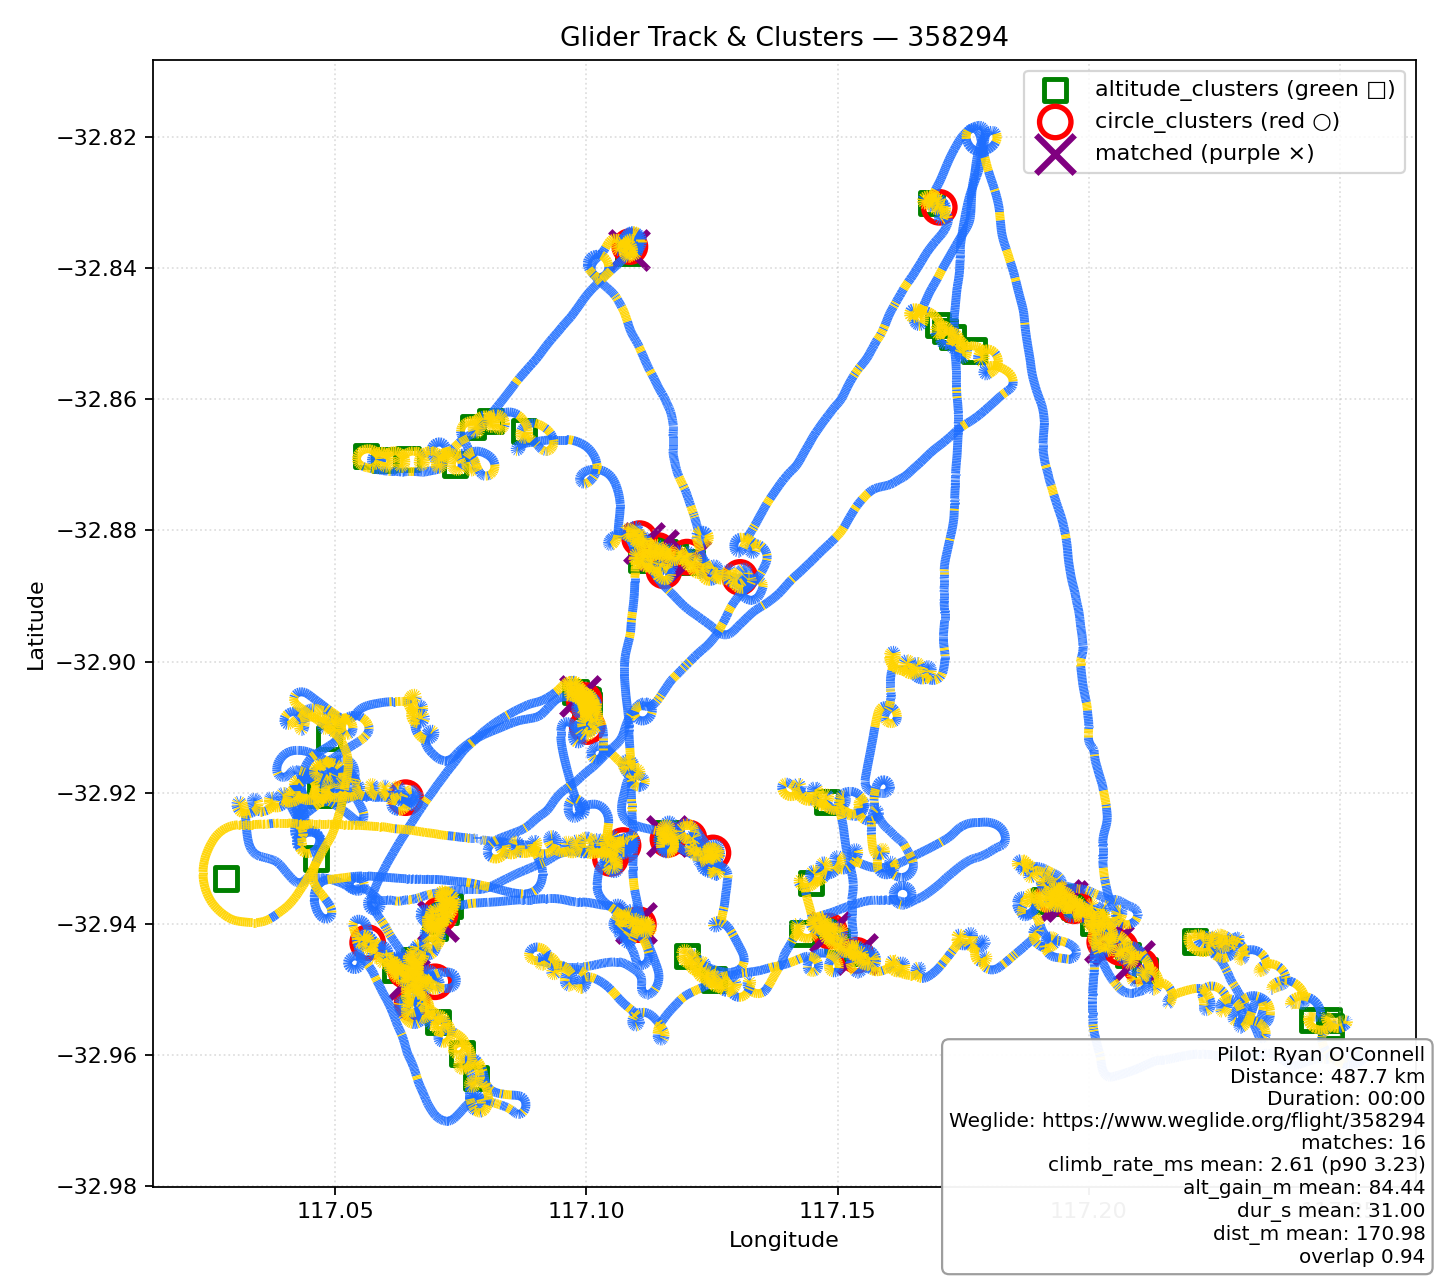 Glider Track & Clusters — 358294
altitude_clusters (green □)
circle_clusters (red ○)
matched (purple ×)
−32.82
−32.84
−32.86
−32.88
−32.90
−32.92
−32.94
−32.96
−32.98
Latitude
117.05
117.10
117.15
117.20
Longitude
Pilot: Ryan O'Connell
Distance: 487.7 km
Duration: 00:00
Weglide: https://www.weglide.org/flight/358294
matches: 16
climb_rate_ms mean: 2.61 (p90 3.23)
alt_gain_m mean: 84.44
dur_s mean: 31.00
dist_m mean: 170.98
overlap 0.94